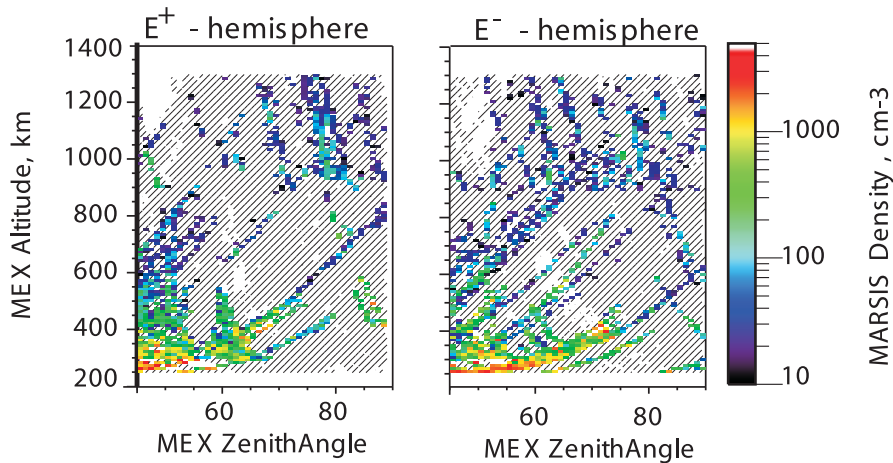 E+ - hemisphere
E- - hemisphere
1400
1200
1000
800
600
400
200
MEX Altitude, km
60
80
MEX ZenithAngle
60
80
MEX ZenithAngle
1000
100
10
MARSIS Density , cm-3